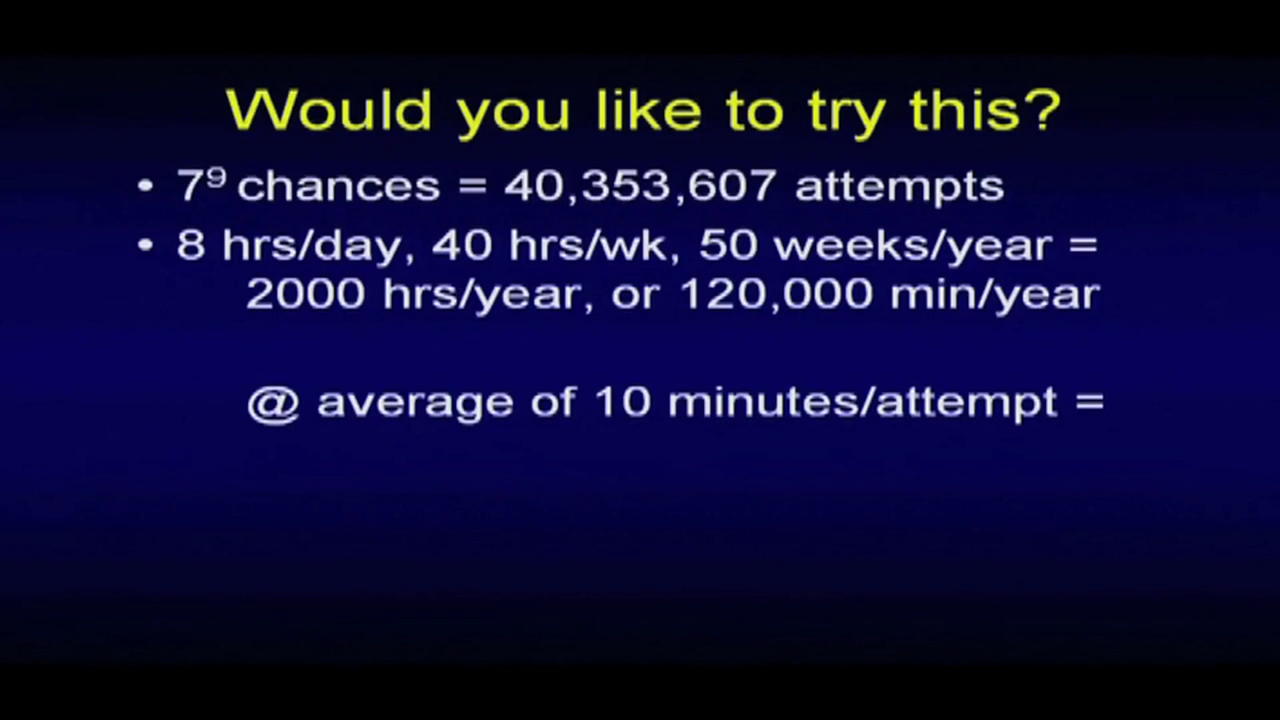 Would you like to try this?
• 7⁹ chances = 40,353,607 attempts
• 8 hrs/day, 40 hrs/wk, 50 weeks/year =
2000 hrs/year, or 120,000 min/year
@ average of 10 minutes/attempt =